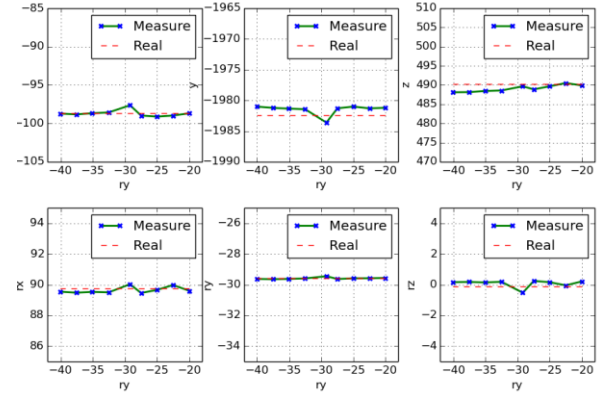 −85
−90
−95
−100
−105
−40 −35 −30 −25 −20
ry
Measure
Real
y
−1965
−1970
−1975
−1980
−1985
−1990
−40 −35 −30 −25 −20
ry
Measure
Real
z
510
505
500
495
490
485
480
475
470
−40 −35 −30 −25 −20
ry
Measure
Real
rx
94
92
90
88
86
−40 −35 −30 −25 −20
ry
Measure
Real
ry
−26
−28
−30
−32
−34
−40 −35 −30 −25 −20
ry
Measure
Real
rz
4
2
0
−2
−4
−40 −35 −30 −25 −20
ry
Measure
Real